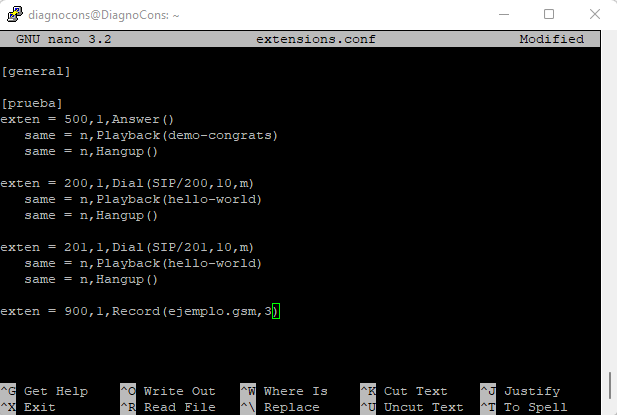 diagnocons@DiagnoCons: ~
GNU nano 3.2 extensions.conf Modified
[general]
[prueba]
exten = 500,1,Answer()
same = n,Playback(demo-congrats)
same = n,Hangup()
exten = 200,1,Dial(SIP/200,10,m)
same = n,Playback(hello-world)
same = n,Hangup()
exten = 201,1,Dial(SIP/201,10,m)
same = n,Playback(hello-world)
same = n,Hangup()
exten = 900,1,Record(ejemplo.gsm,3)
^G Get Help ^O Write Out ^W Where Is ^K Cut Text ^J Justify
^X Exit ^R Read File ^\ Replace ^U Uncut Text ^T To Spell